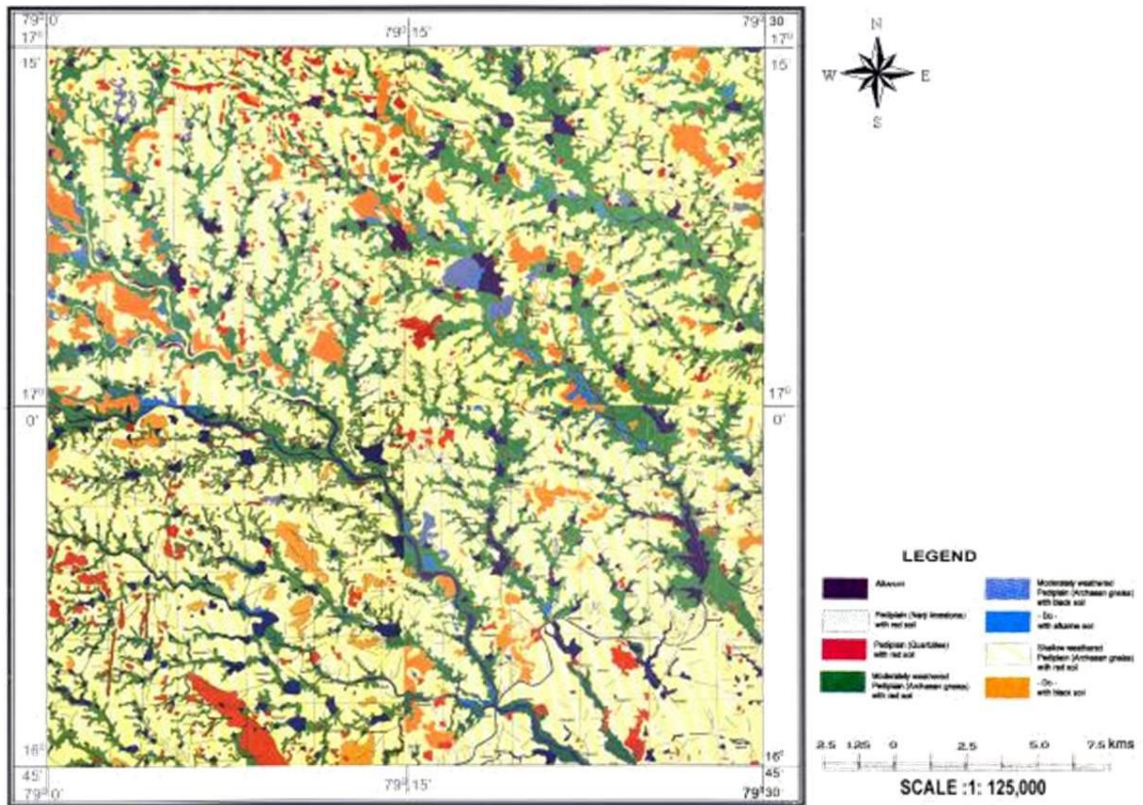 79° 0'
17°
15'
79° 15'
79° 30
17°
15'
N
W E
S
17°
0'
17°
0'
16°
45'
79° 0'
79° 15'
16°
45'
79° 30
LEGEND
Alluvium
Pediplain (Narji limestone)
with red soil
Pediplain (Quartzites)
with red soil
Moderately weathered
Pediplain (Archaean gneiss)
with red soil
Moderately weathered
Pediplain (Archaean gneiss)
with black soil
- Do -
with alkaline soil
Shallow weathered
Pediplain (Archaean gneiss)
with red soil
- Do -
with black soil
2.5 1.25 0 2.5 5.0 7.5 kms
SCALE :1: 125,000